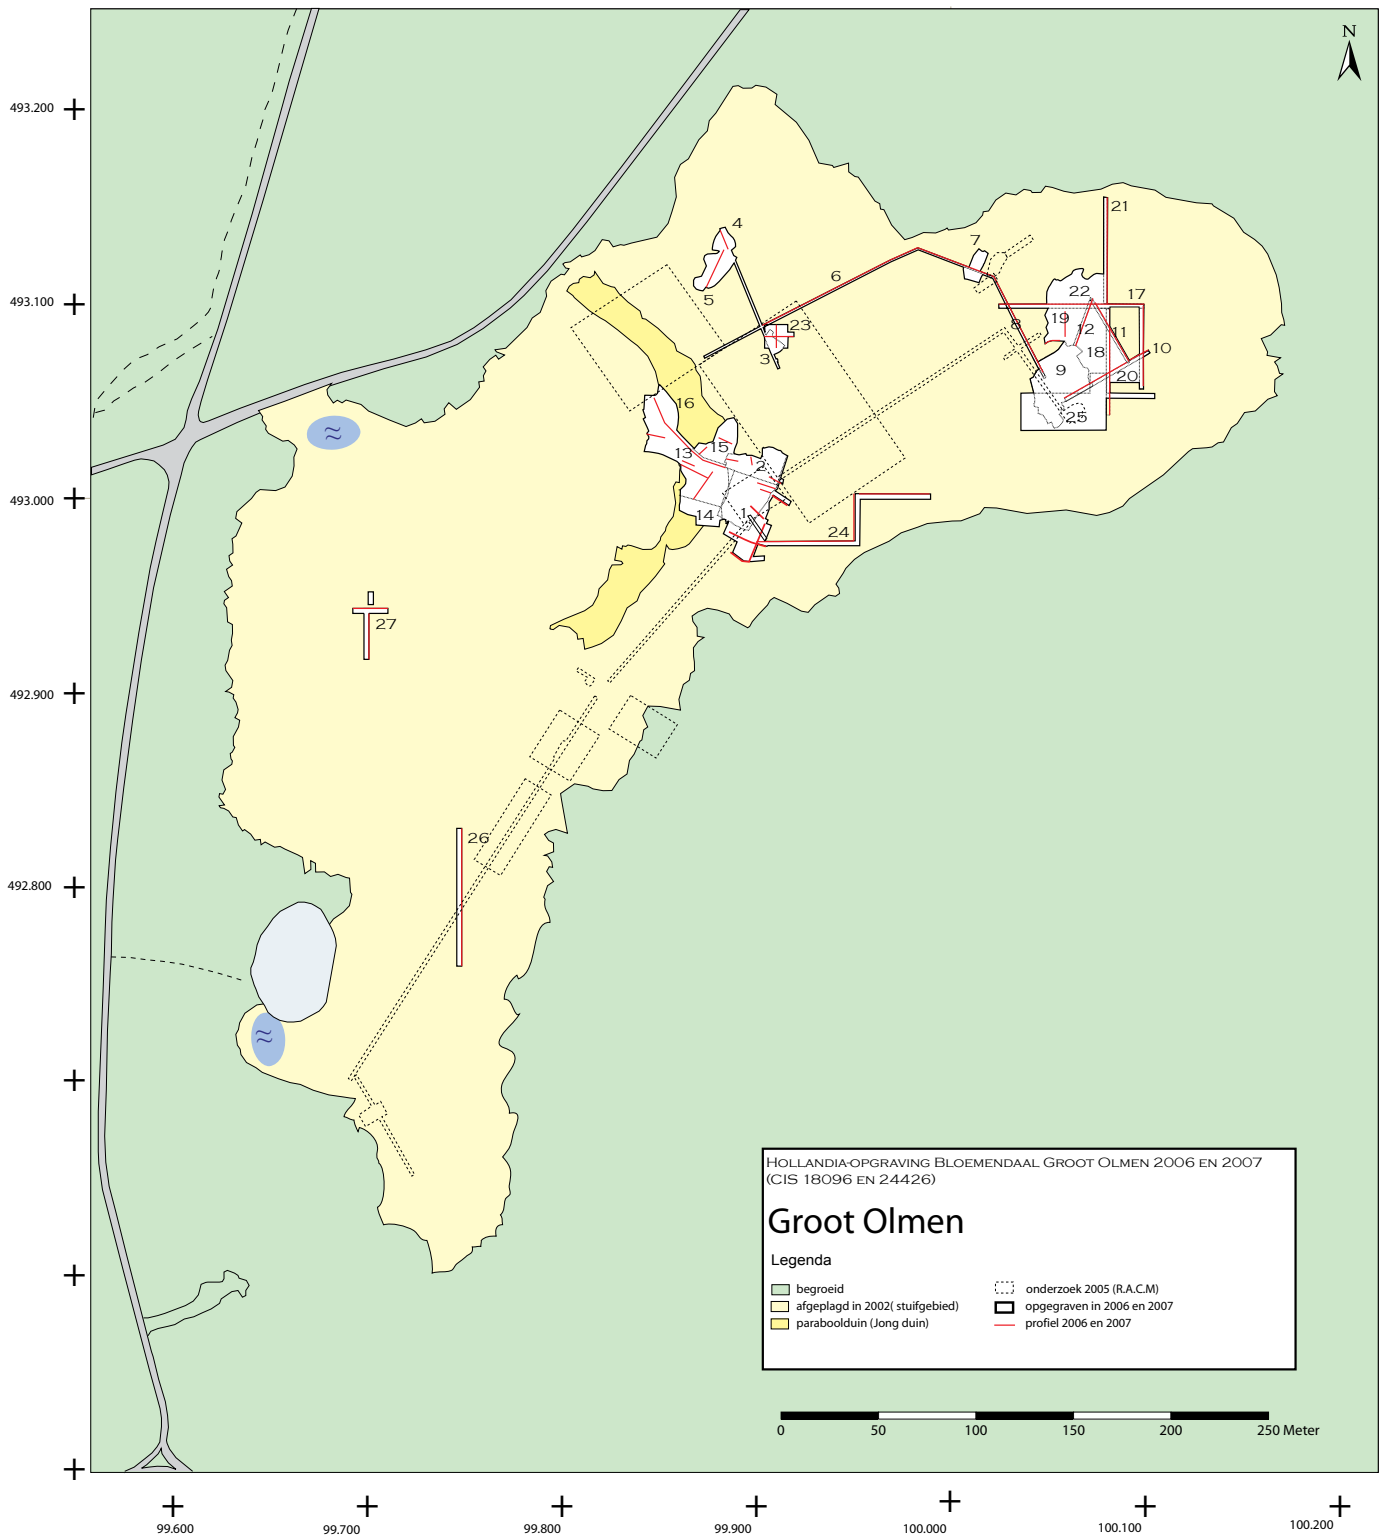 N
493.200
493.100
493.000
492.900
492.800
4
5
6
7
21
22
17
19
12
11
8
18
10
9
20
25
23
3
16
15
13
2
14
1
24
27
26
HOLLANDIA-OPGRAVING BLOEMENDAAL GROOT OLMEN 2006 EN 2007
(CIS 18096 EN 24426)
Groot Olmen
Legenda
begroeid
afgeplagd in 2002( stuifgebied)
paraboolduin (Jong duin)
onderzoek 2005 (R.A.C.M)
opgegraven in 2006 en 2007
profiel 2006 en 2007
0 50 100 150 200 250 Meter
99.600 99.700 99.800 99.900 100.000 100.100 100.200